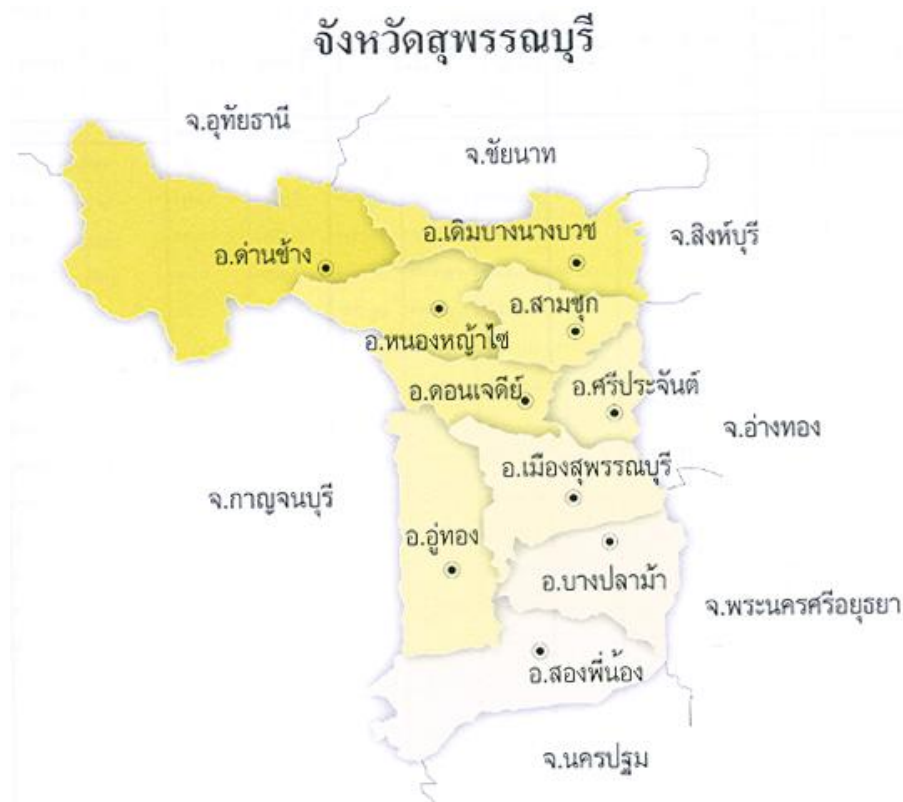 จังหวัดสุพรรณบุรี
จ.อุทัยธานี
จ.ชัยนาท
จ.สิงห์บุรี
อ.เดิมบางนางบวช
อ.ด่านช้าง
อ.สามชุก
อ.หนองหญ้าไซ
อ.ดอนเจดีย์
อ.ศรีประจันต์
จ.อ่างทอง
อ.เมืองสุพรรณบุรี
จ.กาญจนบุรี
อ.อู่ทอง
อ.บางปลาม้า
จ.พระนครศรีอยุธยา
อ.สองพี่น้อง
จ.นครปฐม